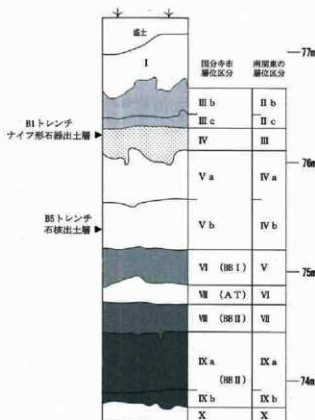 盛土
I
国分寺市
層位区分
南関東の
層位区分
77m
III b
II b
III c
II c
B1トレンチ
ナイフ形石器出土層
IV
III
76m
V a
IV a
B5トレンチ
石核出土層
V b
IV b
VI (BB I)
V
75m
VII (AT)
VI
VIII (BB II)
VII
IX a
IX a
(BB II)
74m
IX b
IX b
X
X